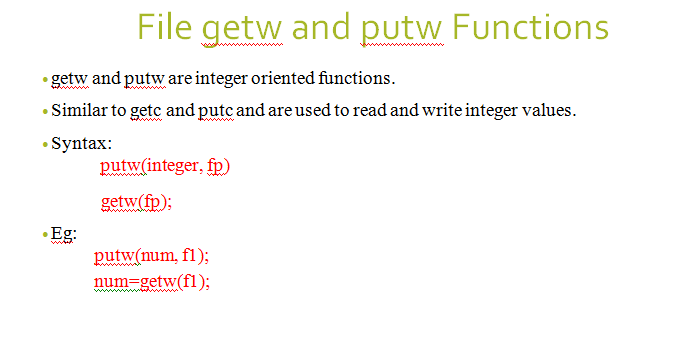 File getw and putw Functions
• getw and putw are integer oriented functions.
• Similar to getc and putc and are used to read and write integer values.
• Syntax:
putw(integer, fp)
getw(fp);
• Eg:
putw(num, f1);
num=getw(f1);